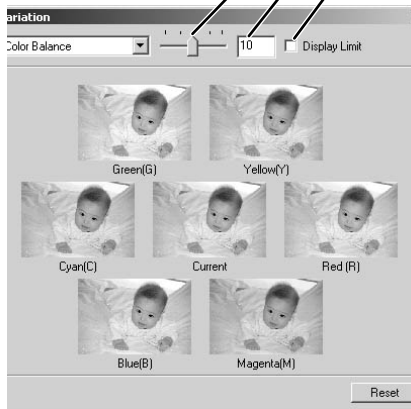 ariation
Color Balance
10
Display Limit
Green(G)
Yellow(Y)
Cyan(C)
Current
Red (R)
Blue(B)
Magenta(M)
Reset